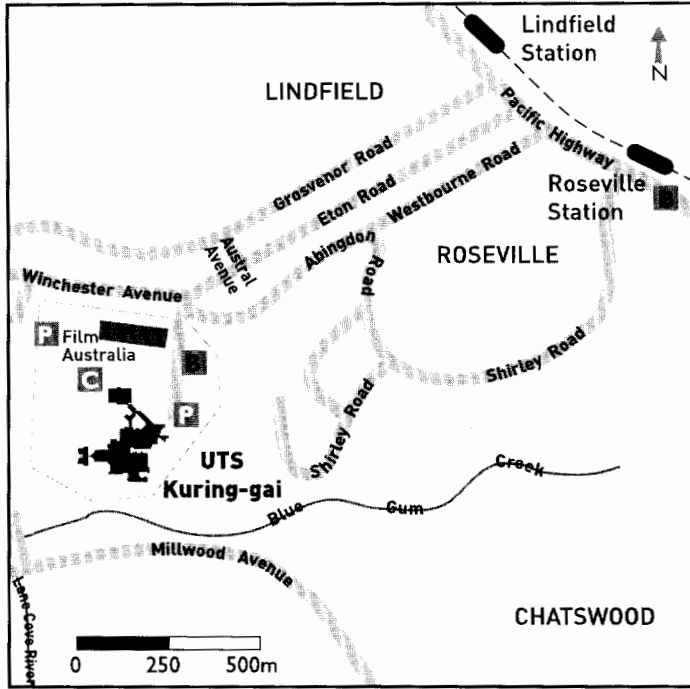 Lindfield
Station
N
LINDFIELD
Pacific Highway
Grosvenor Road
Eton Road
Westbourne Road
Roseville
Station
B
Abingdon
Road
ROSEVILLE
Austral
Avenue
Winchester Avenue
P
Film
Australia
B
C
P
Shirley Road
Shirley Road
UTS
Kuring-gai
Blue Gum Creek
Millwood Avenue
Lane Cove River
CHATSWOOD
0 250 500m